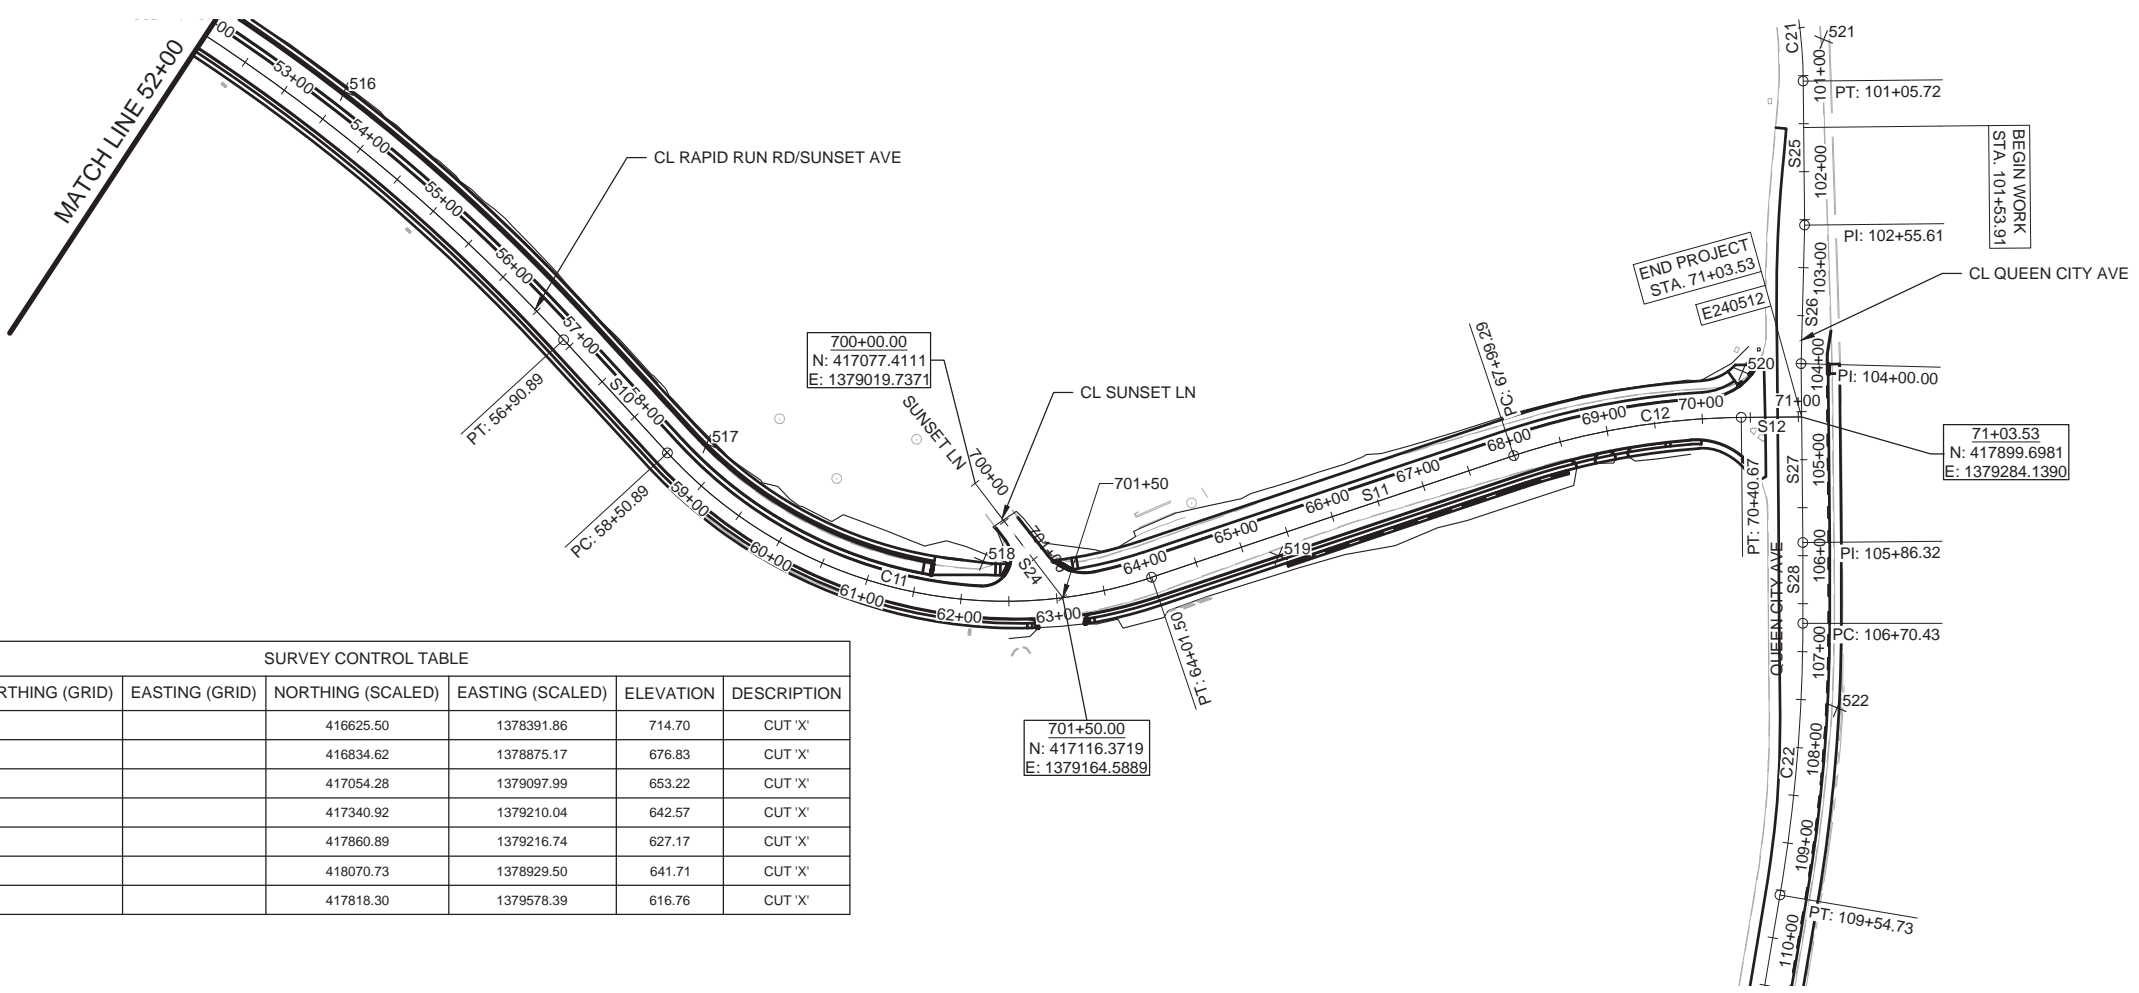 MATCH LINE 52+00
00
53+00
516
54+00
55+00
56+00
57+00
CL RAPID RUN RD/SUNSET AVE
PT: 56+90.89
S10
58+00
PC: 58+50.89
517
59+00
60+00
61+00
C11
62+00
63+00
518
700+00.00
N: 417077.4111
E: 1379019.7371
SUNSET LN
700+00
CL SUNSET LN
S24
701+50
701+50.00
N: 417116.3719
E: 1379164.5889
64+00
PT: 64+01.50
519
65+00
66+00
S11
67+00
PC: 67+99.29
68+00
69+00
C12
70+00
71+00
S12
520
PT: 70+40.67
END PROJECT
STA. 71+03.53
E240512
71+03.53
N: 417899.6981
E: 1379284.1390
C21
521
101+00
PT: 101+05.72
BEGIN WORK
STA. 101+53.91
S25
102+00
PI: 102+55.61
103+00
CL QUEEN CITY AVE
S26
104+00
PI: 104+00.00
S27
105+00
PI: 105+86.32
106+00
S28
QUEEN CITY AVE
PC: 106+70.43
107+00
522
C22
108+00
109+00
PT: 109+54.73
110+00
SURVEY CONTROL TABLE
RTHING (GRID) EASTING (GRID) NORTHING (SCALED) EASTING (SCALED) ELEVATION DESCRIPTION
416625.50 1378391.86 714.70 CUT 'X'
416834.62 1378875.17 676.83 CUT 'X'
417054.28 1379097.99 653.22 CUT 'X'
417340.92 1379210.04 642.57 CUT 'X'
417860.89 1379216.74 627.17 CUT 'X'
418070.73 1378929.50 641.71 CUT 'X'
417818.30 1379578.39 616.76 CUT 'X'